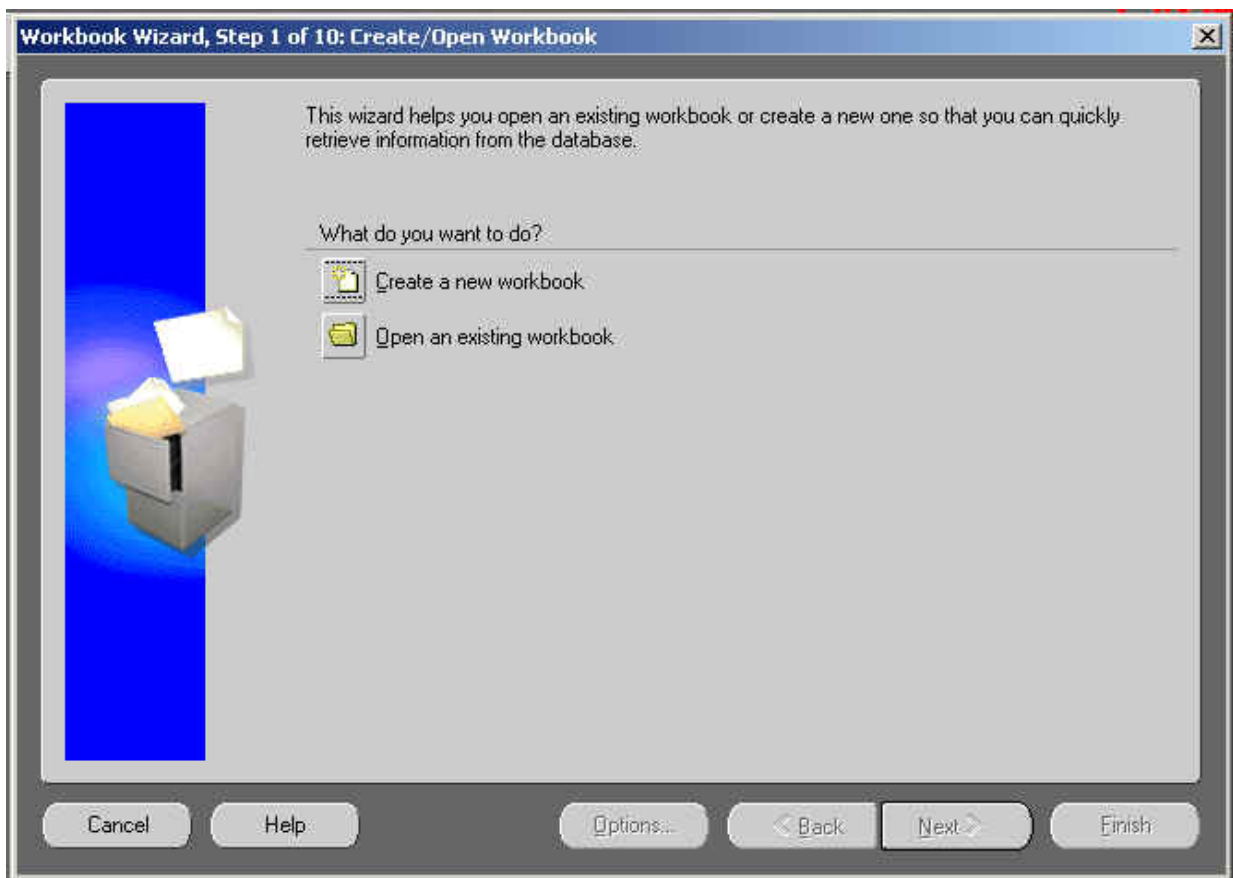 Workbook Wizard, Step 1 of 10: Create/Open Workbook
This wizard helps you open an existing workbook or create a new one so that you can quickly
retrieve information from the database.
What do you want to do?
Create a new workbook
Open an existing workbook
Cancel
Help
Options...
< Back
Next >
Finish